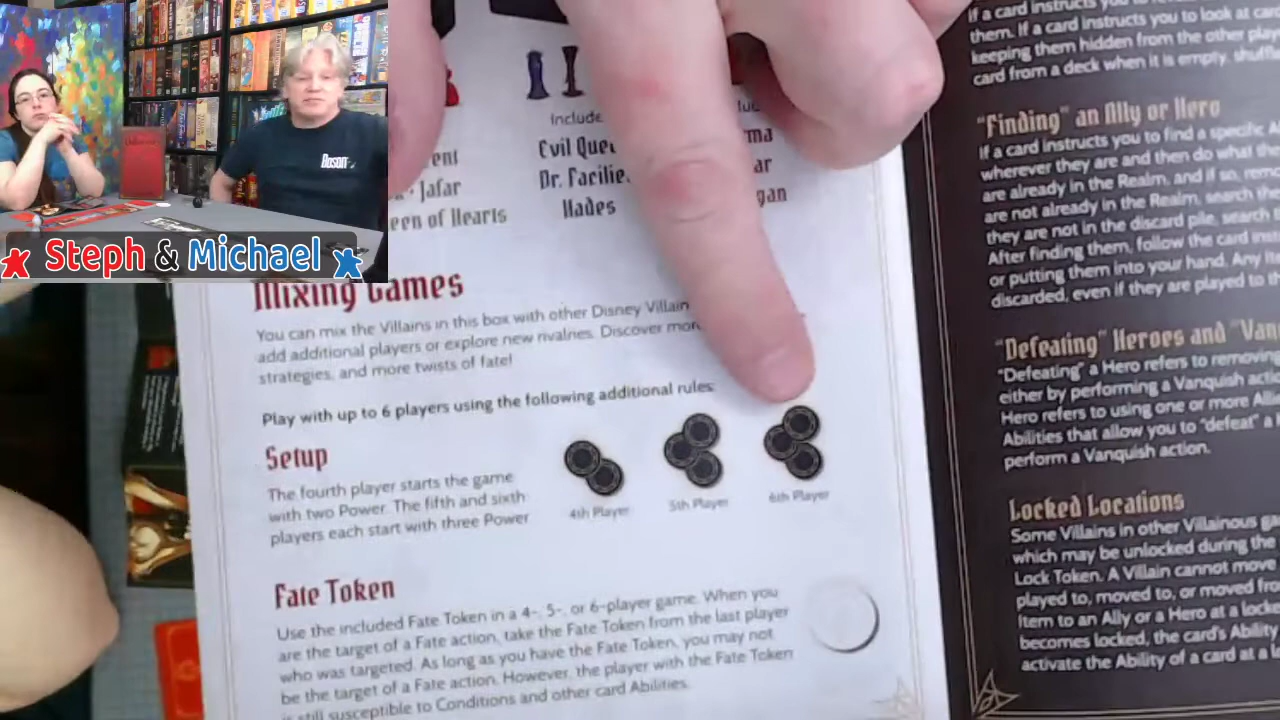 Boson
Steph & Michael
Include
Evil Que
Dr. Facilie
Hades
Jafar
een of Hearts
ma
ar
gan
Mixing Games
You can mix the Villains in this box with other Disney Villain
add additional players or explore new rivalries. Discover mor
strategies, and more twists of fate!
Play with up to 6 players using the following additional rules:
Setup
The fourth player starts the game
with two Power. The fifth and sixth
players each start with three Power
4th Player
5th Player
6th Player
Fate Token
Use the included Fate Token in a 4-, 5-, or 6-player game. When you
are the target of a Fate action, take the Fate Token from the last player
who was targeted. As long as you have the Fate Token, you may not
be the target of a Fate action. However, the player with the Fate Token
is still susceptible to Conditions and other card Abilities.
If a card instructs you to
them. If a card instructs you to look at car
keeping them hidden from the other playe
card from a deck when it is empty, shuffle
"Finding" an Ally or Hero
If a card instructs you to find a specific A
wherever they are and then do what the
are already in the Realm, and if so, remo
are not already in the Realm, search the
they are not in the discard pile, search t
After finding them, follow the card inst
or putting them into your hand. Any Ite
discarded, even if they are played to th
"Defeating" Heroes and "Van
"Defeating" a Hero refers to removing
either by performing a Vanquish actio
Hero refers to using one or more Allie
Abilities that allow you to "defeat" a H
perform a Vanquish action.
Locked Locations
Some Villains in other Villainous ga
which may be unlocked during the
Lock Token. A Villain cannot move
played to, moved to, or moved fro
Item to an Ally or a Hero at a locke
becomes locked, the card's Ability
activate the Ability of a card at a lo